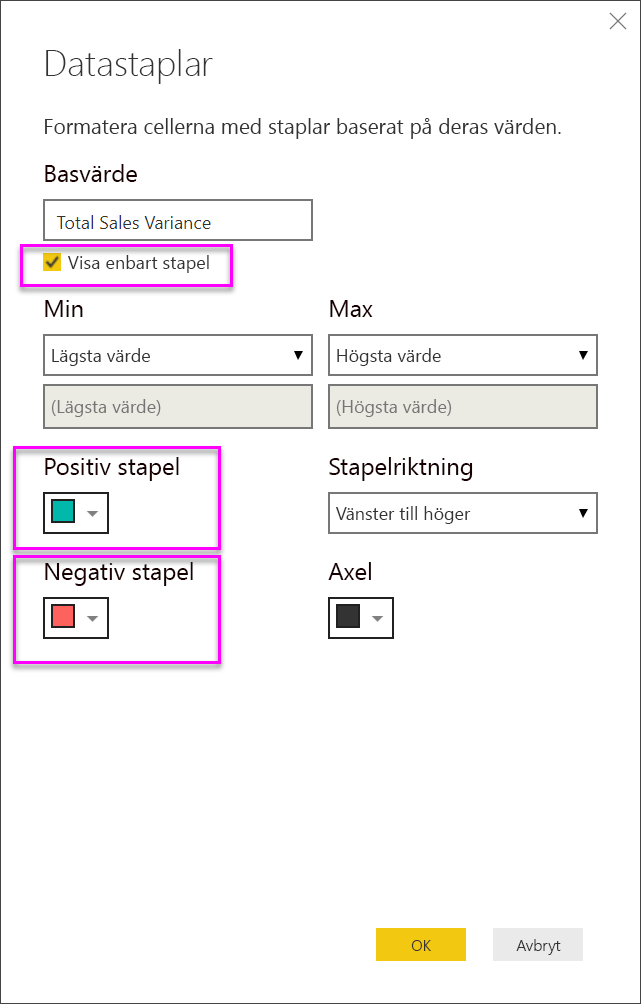 Datastaplar
Formatera cellerna med staplar baserat på deras värden.
Basvärde
Total Sales Variance
Visa enbart stapel
Min
Max
Lägsta värde
Högsta värde
(Lägsta värde)
(Högsta värde)
Positiv stapel
Stapelriktning
Vänster till höger
Negativ stapel
Axel
OK
Avbryt